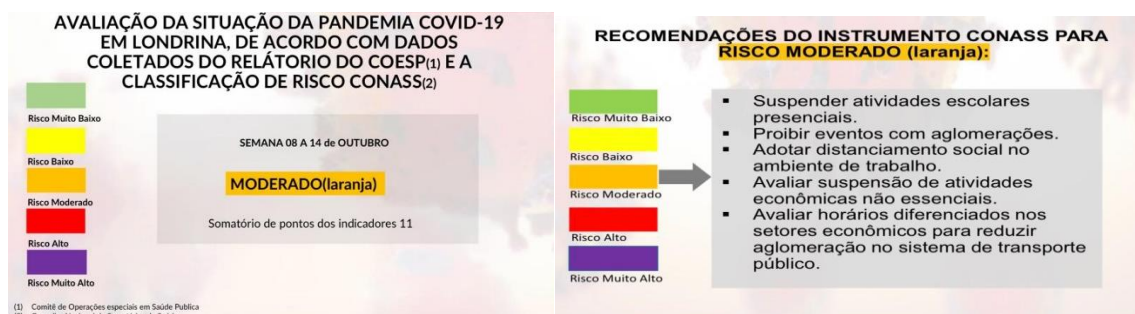 AVALIAÇÃO DA SITUAÇÃO DA PANDEMIA COVID-19
EM LONDRINA, DE ACORDO COM DADOS
COLETADOS DO RELÁTORIO DO COESP(1) E A
CLASSIFICAÇÃO DE RISCO CONASS(2)
Risco Muito Baixo
Risco Baixo
Risco Moderado
Risco Alto
Risco Muito Alto
SEMANA 08 A 14 de OUTUBRO
MODERADO(laranja)
Somatório de pontos dos indicadores 11
(1) Comitê de Operações especiais em Saúde Publica
RECOMENDAÇÕES DO INSTRUMENTO CONASS PARA
RISCO MODERADO (laranja):
Risco Muito Baixo
Risco Baixo
Risco Moderado
Risco Alto
Risco Muito Alto
▪ Suspender atividades escolares
presenciais.
▪ Proibir eventos com aglomerações.
▪ Adotar distanciamento social no
ambiente de trabalho.
▪ Avaliar suspensão de atividades
econômicas não essenciais.
▪ Avaliar horários diferenciados nos
setores econômicos para reduzir
aglomeração no sistema de transporte
público.